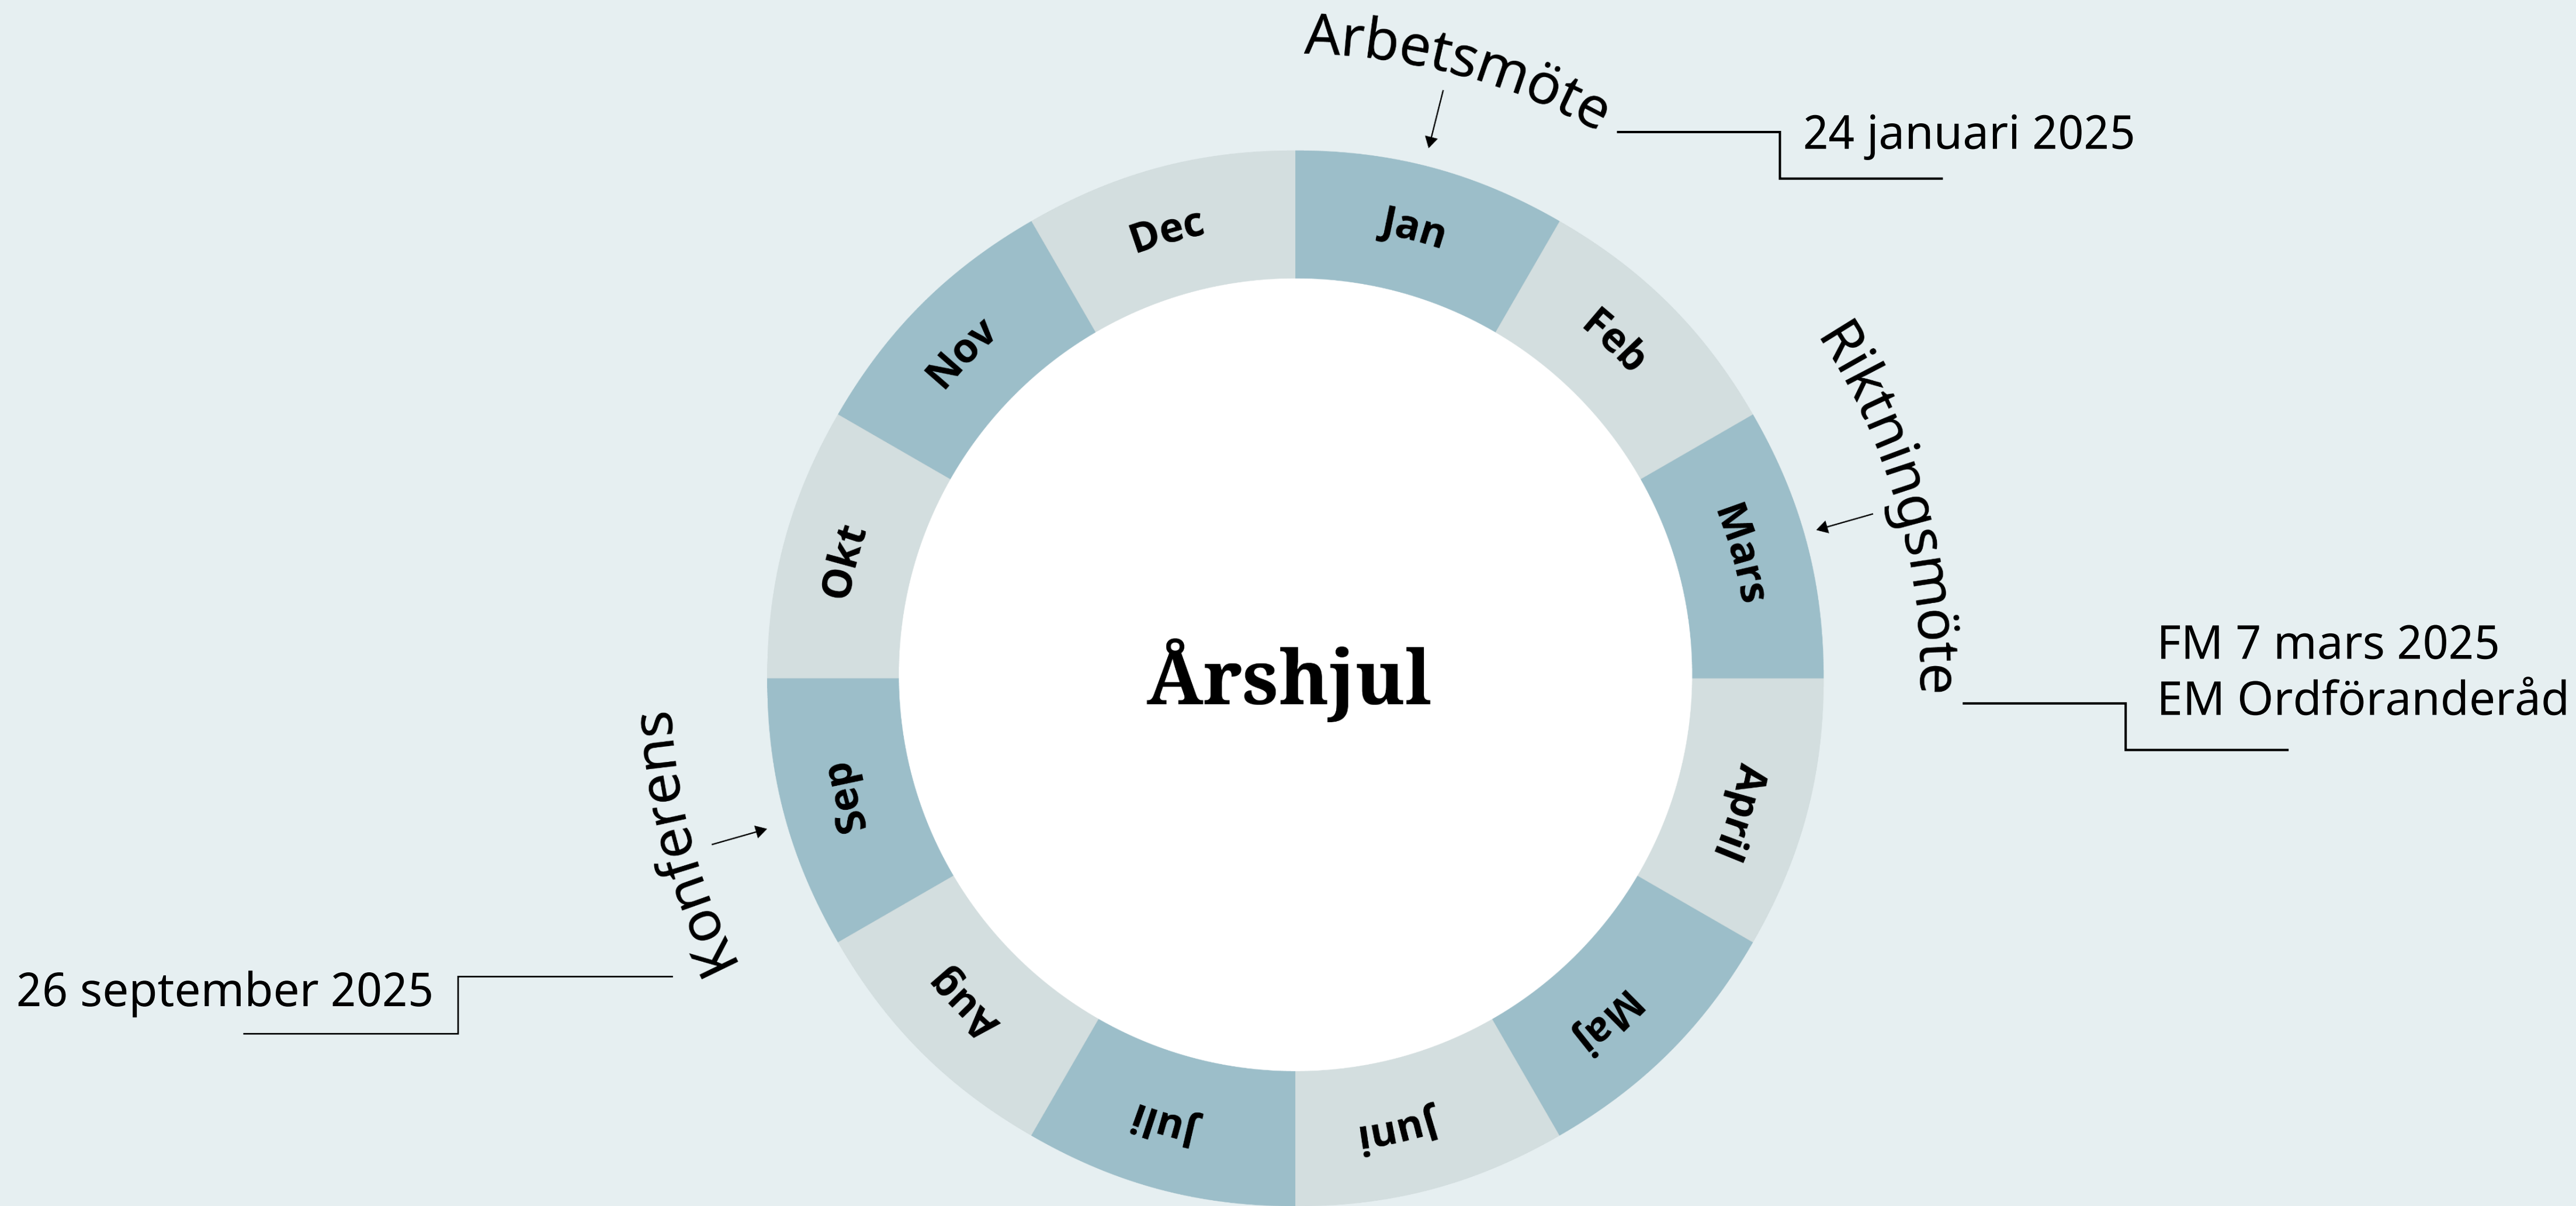 Arbetsmöte
24 januari 2025
Jan
Feb
Mars
April
Maj
Juni
Juli
Aug
Sep
Okt
Nov
Dec
Riktningsmöte
FM 7 mars 2025
EM Ordföranderåd
Årshjul
Konferens
26 september 2025